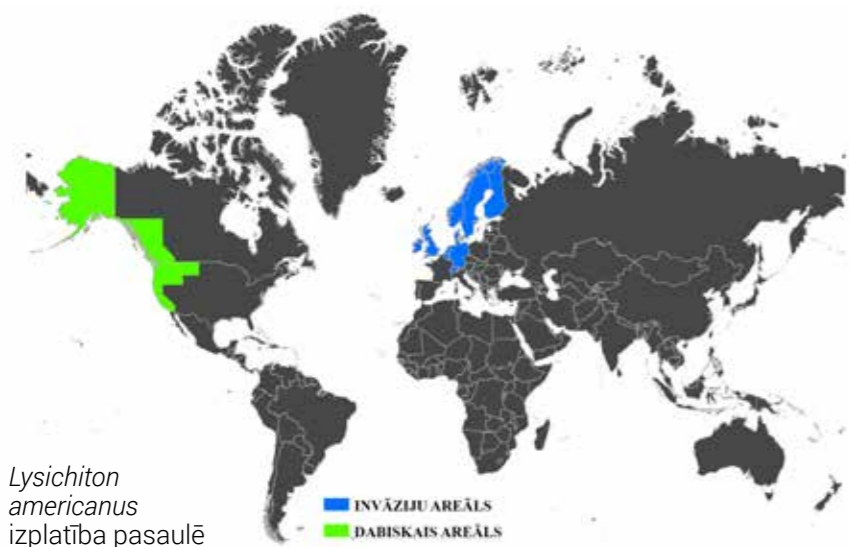 Lysichiton
americanus
izplatība pasaulē
INVĀZIJU AREĀLS
DABISKAIS AREĀLS